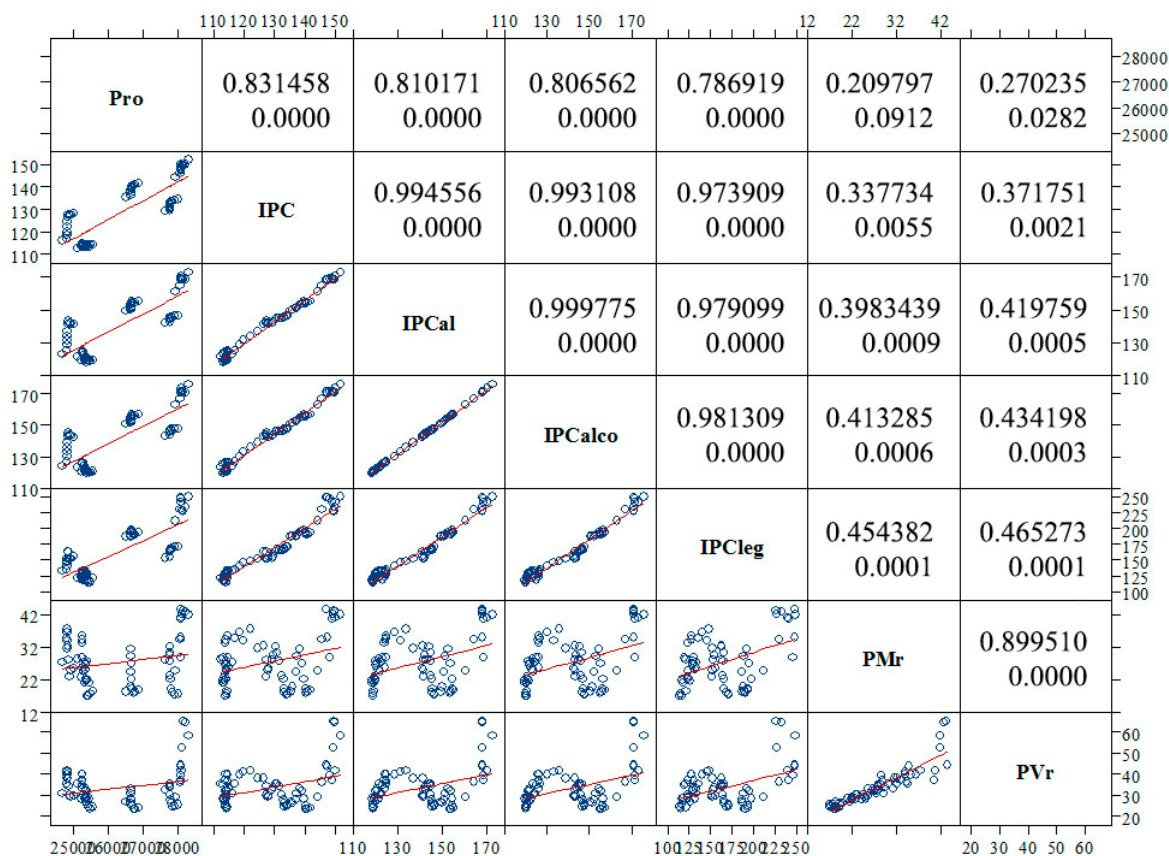 110 120 130 140 150 110 130 150 170 12 22 32 42
Pro 0.831458 0.810171 0.806562 0.786919 0.209797 0.270235 28000
0.0000 0.0000 0.0000 0.0000 0.0912 0.0282 27000
26000
25000
150 IPC 0.994556 0.993108 0.973909 0.337734 0.371751
140 0.0000 0.0000 0.0000 0.0055 0.0021
130
120
110
IPCal 0.999775 0.979099 0.3983439 0.419759 170
0.0000 0.0000 0.0009 0.0005 150
130
110
170 IPCalco 0.981309 0.413285 0.434198
150 0.0000 0.0006 0.0003
130
110
IPCleg 0.454382 0.465273 250
0.0001 0.0001 225
200
175
150
125
100
42 PMr 0.899510
32 0.0000
22
12
PVr 60
50
40
30
20
25000 26000 27000 28000 110 130 150 170 100 125 150 175 200 225 250 20 30 40 50 60